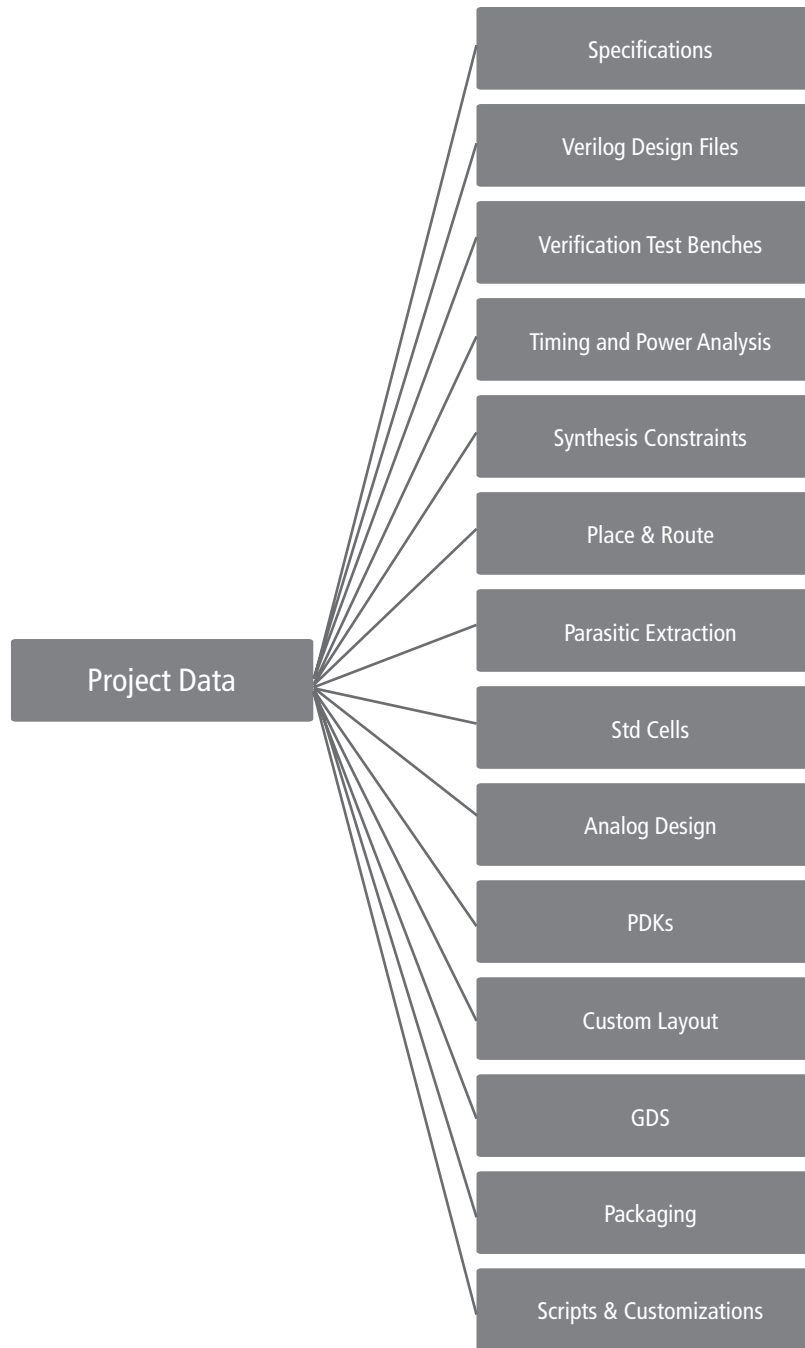 Specifications
Verilog Design Files
Verification Test Benches
Timing and Power Analysis
Synthesis Constraints
Place & Route
Parasitic Extraction
Project Data
Std Cells
Analog Design
PDKs
Custom Layout
GDS
Packaging
Scripts & Customizations